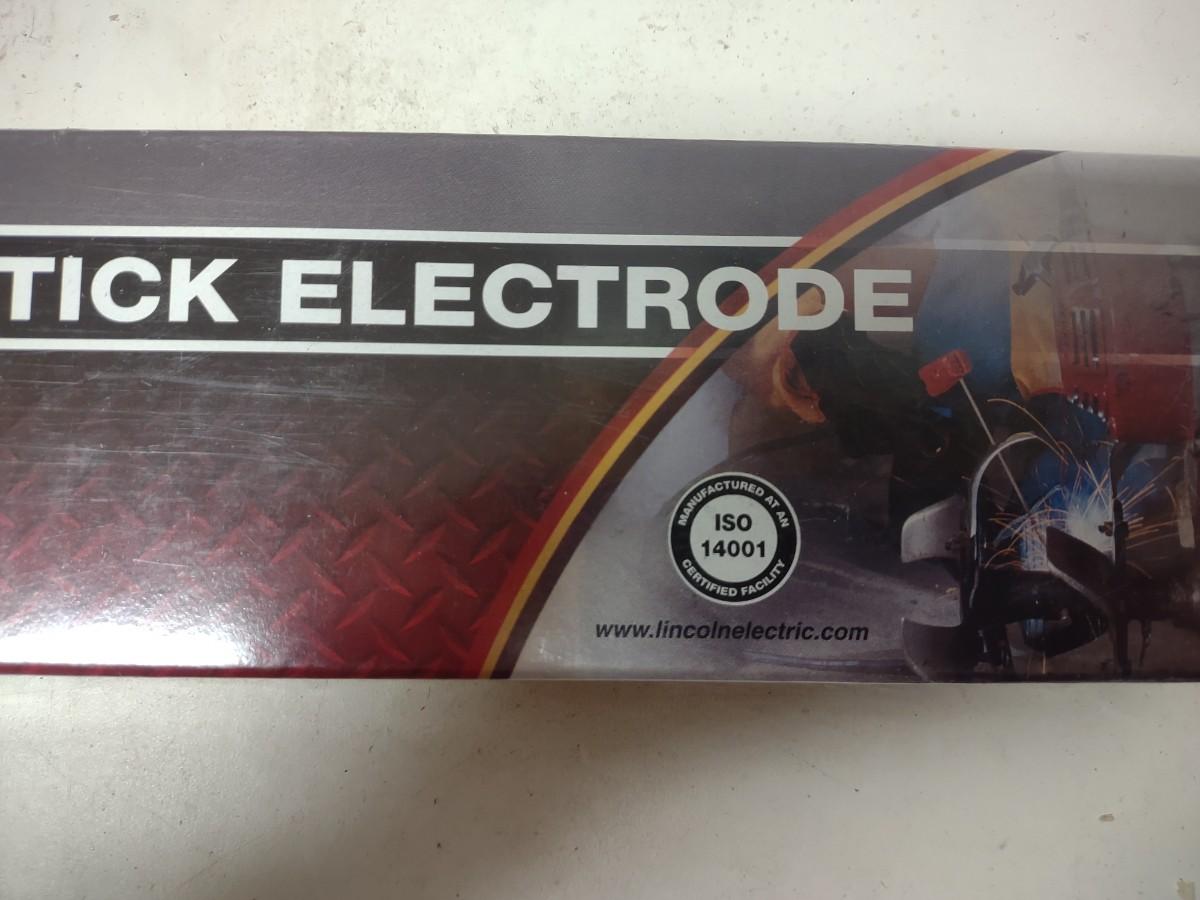 TICK ELECTRODE
MANUFACTURED AT AN
ISO
14001
CERTIFIED FACILITY
www.lincolnelectric.com